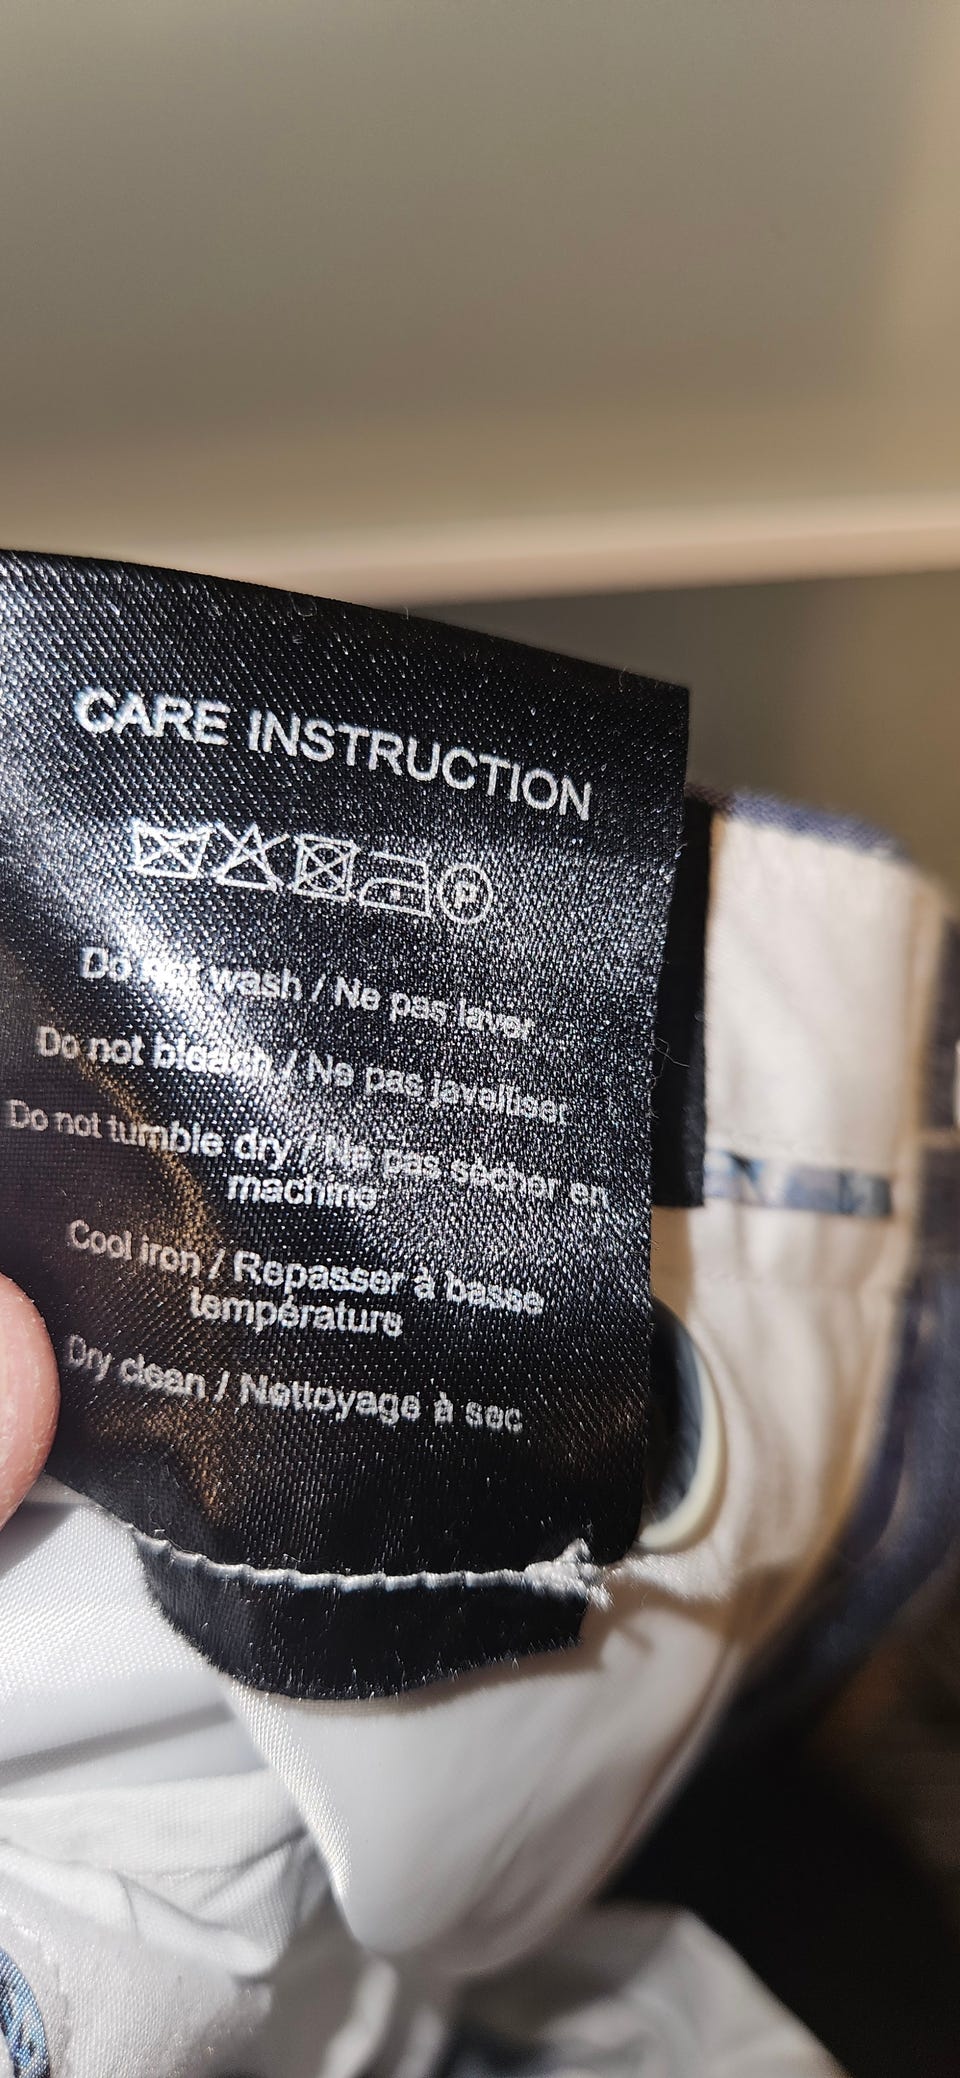 CARE INSTRUCTION
P
Do not wash / Ne pas laver
Do not bleach / Ne pas javelliser
Do not tumble dry / Ne pas sécher en
machine
Cool iron / Repasser à basse
température
Dry clean / Nettoyage à sec